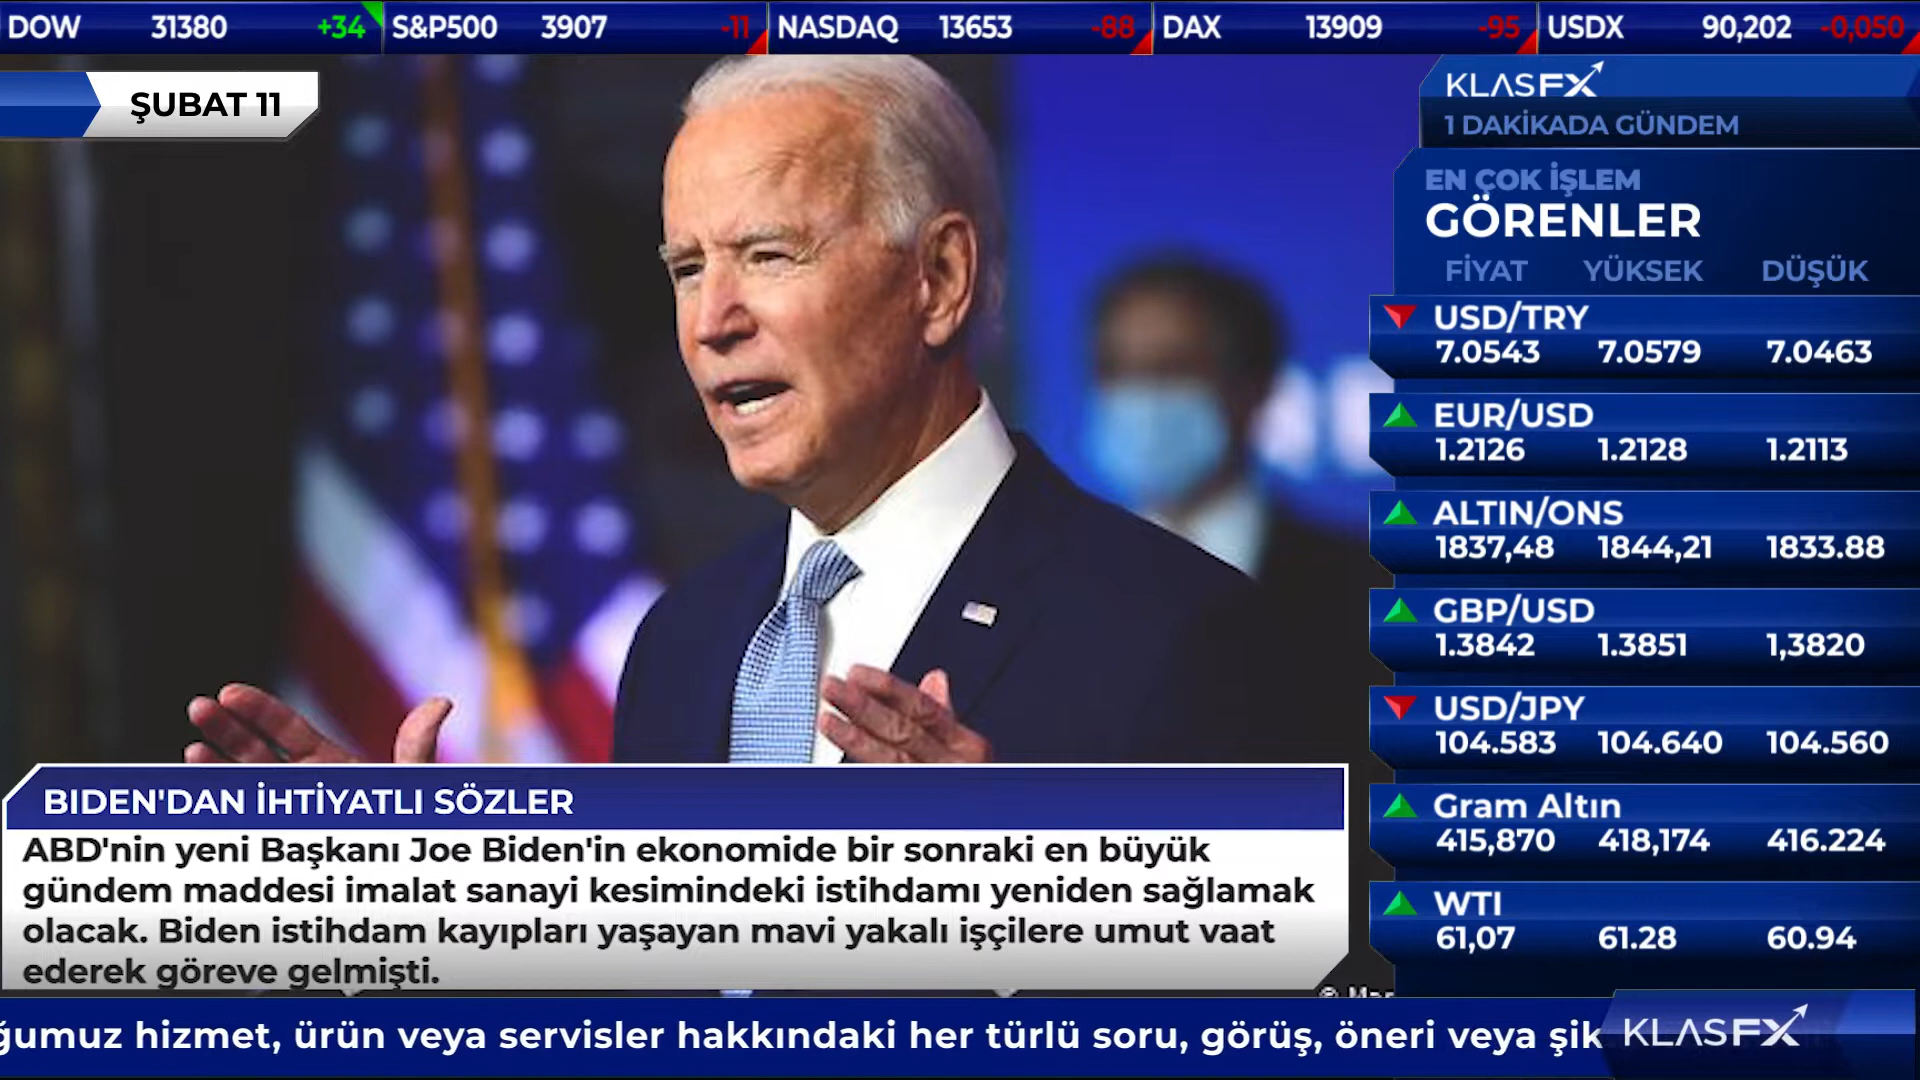 DOW 31380 +34 S&P500 3907 -11 NASDAQ 13653 -88 DAX 13909 -95 USDX 90,202 -0,050
ŞUBAT 11
KLASFX
1 DAKİKADA GÜNDEM
EN ÇOK İŞLEM
GÖRENLER
FİYAT YÜKSEK DÜŞÜK
USD/TRY
7.0543 7.0579 7.0463
EUR/USD
1.2126 1.2128 1.2113
ALTIN/ONS
1837,48 1844,21 1833.88
GBP/USD
1.3842 1.3851 1,3820
USD/JPY
104.583 104.640 104.560
Gram Altın
415,870 418,174 416.224
WTI
61,07 61.28 60.94
BIDEN'DAN İHTİYATLI SÖZLER
ABD'nin yeni Başkanı Joe Biden'in ekonomide bir sonraki en büyük
gündem maddesi imalat sanayi kesimindeki istihdamı yeniden sağlamak
olacak. Biden istihdam kayıpları yaşayan mavi yakalı işçilere umut vaat
ederek göreve gelmişti.
ğumuz hizmet, ürün veya servisler hakkındaki her türlü soru, görüş, öneri veya şik
KLASFX